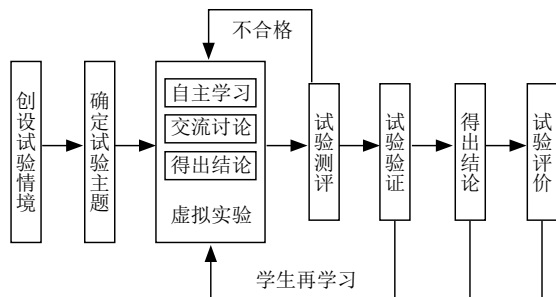 不合格
创设试验情境
确定试验主题
自主学习
交流讨论
得出结论
虚拟实验
试验测评
试验验证
得出结论
试验评价
学生再学习